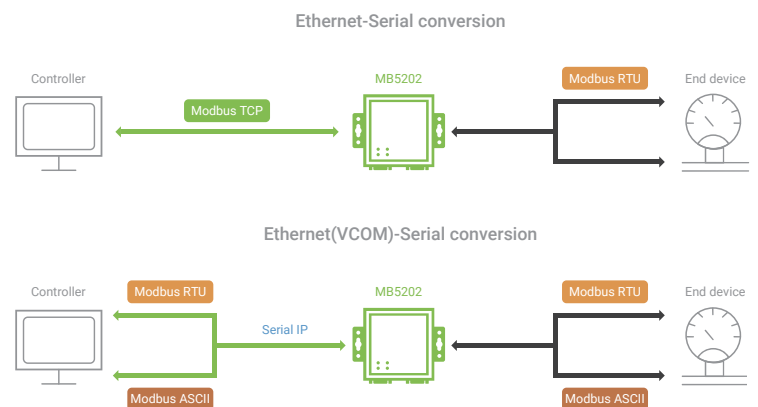 Ethernet-Serial conversion
Controller
MB5202
Modbus RTU
End device
Modbus TCP
Ethernet(VCOM)-Serial conversion
Controller
Modbus RTU
MB5202
Modbus RTU
End device
Serial IP
Modbus ASCII
Modbus ASCII